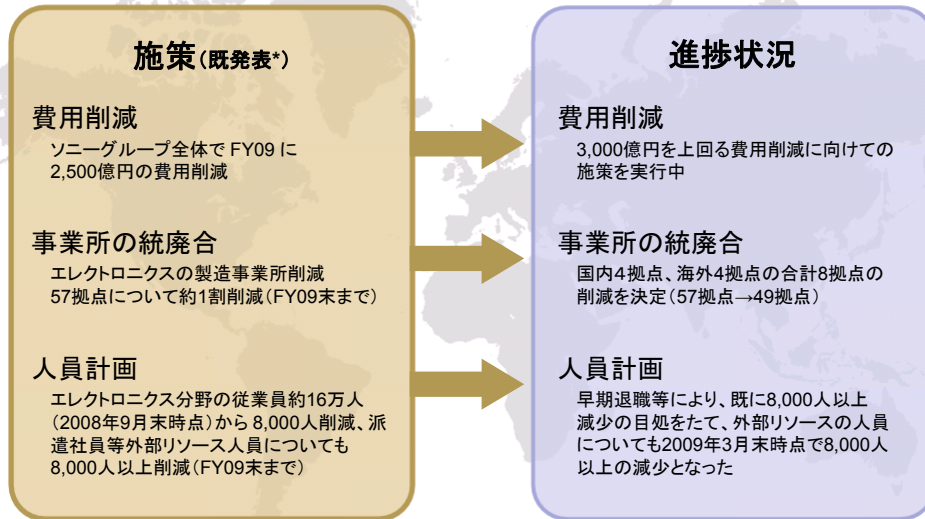 施策(既発表*)
費用削減
ソニーグループ全体で FY09 に
2,500億円の費用削減
事業所の統廃合
エレクトロニクスの製造事業所削減
57拠点について約1割削減(FY09末まで)
人員計画
エレクトロニクス分野の従業員約16万人
(2008年9月末時点)から 8,000人削減、派
遣社員等外部リソース人員についても
8,000人以上削減(FY09末まで)
進捗状況
費用削減
3,000億円を上回る費用削減に向けての
施策を実行中
事業所の統廃合
国内4拠点、海外4拠点の合計8拠点の
削減を決定(57拠点→49拠点)
人員計画
早期退職等により、既に8,000人以上
減少の目処をたて、外部リソースの人員
についても2009年3月末時点で8,000人
以上の減少となった